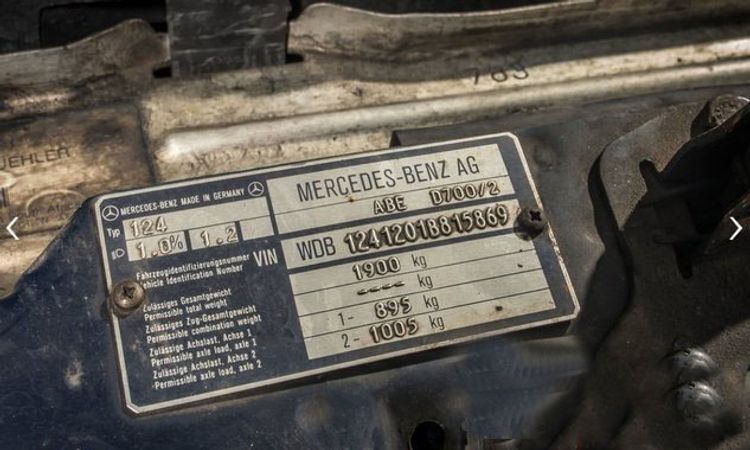 783
UEHLER
MERCEDES-BENZ MADE IN GERMANY
MERCEDES-BENZ AG
Typ 124
ABE D700/2
1.0% 1.2
VIN WDB 1241201B815869
Fahrzeugidentifizierungsnummer
Vehicle Identification Number
1900 kg
Zulässiges Gesamtgewicht
Permissible total weight
---- kg
Zulässiges Zug-Gesamtgewicht
Permissible combination weight
1- 895 kg
Zulässige Achslast, Achse 1
Permissible axle load, axle 1
2- 1005 kg
Zulässige Achslast, Achse 2
Permissible axle load, axle 2